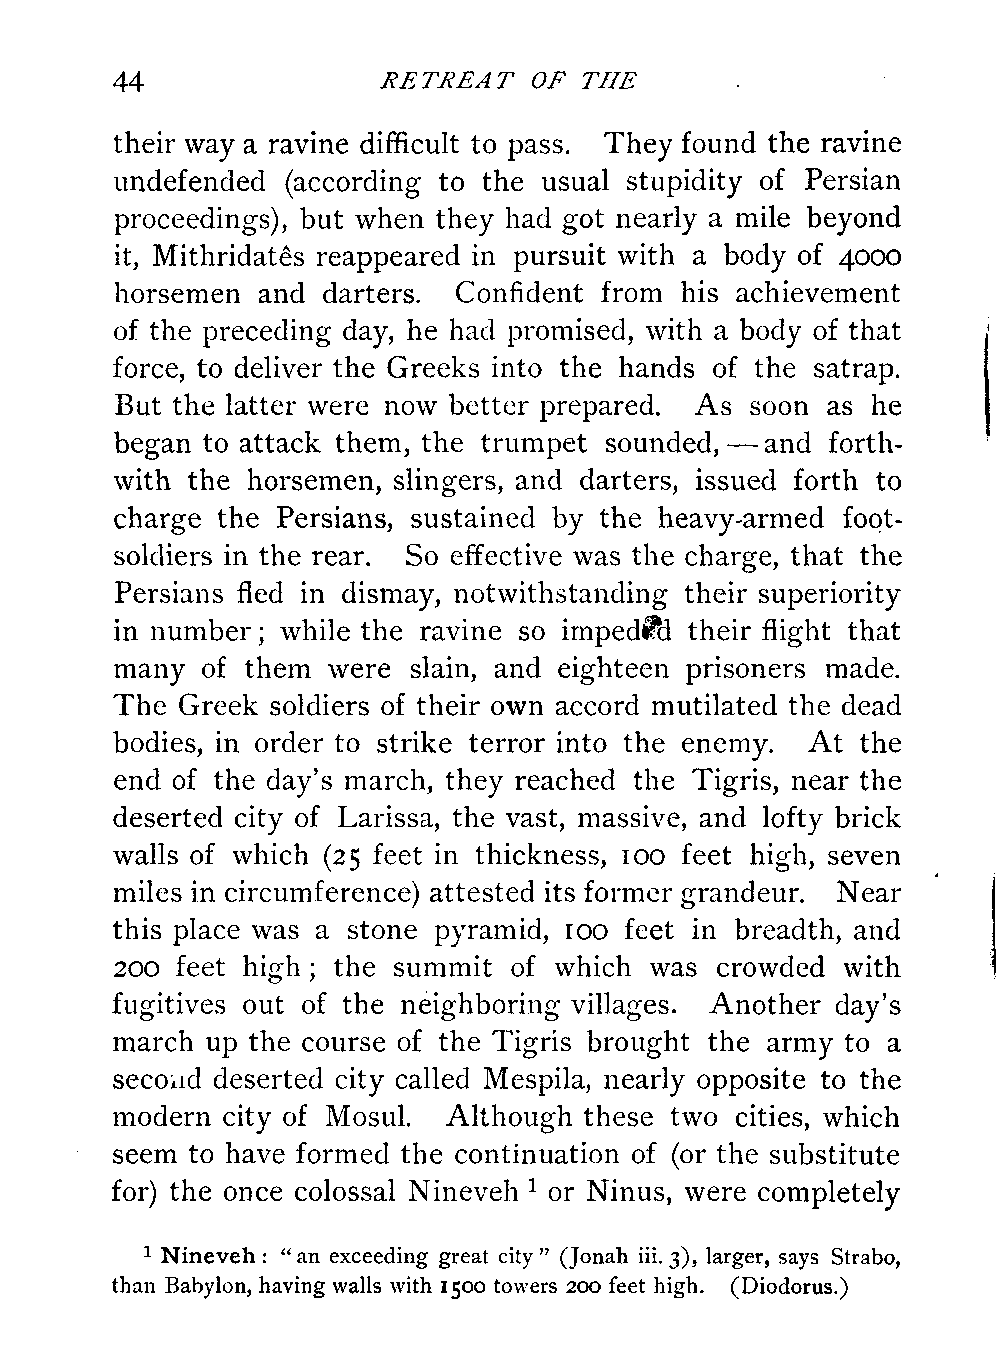 44 RETREAT OF THE
their way a ravine difficult to pass. They found the ravine
undefended (according to the usual stupidity of Persian
proceedings), but when they had got nearly a mile beyond
it, Mithridatês reappeared in pursuit with a body of 4000
horsemen and darters. Confident from his achievement
of the preceding day, he had promised, with a body of that
force, to deliver the Greeks into the hands of the satrap.
But the latter were now better prepared. As soon as he
began to attack them, the trumpet sounded, — and forth-
with the horsemen, slingers, and darters, issued forth to
charge the Persians, sustained by the heavy-armed foot-
soldiers in the rear. So effective was the charge, that the
Persians fled in dismay, notwithstanding their superiority
in number; while the ravine so impeded their flight that
many of them were slain, and eighteen prisoners made.
The Greek soldiers of their own accord mutilated the dead
bodies, in order to strike terror into the enemy. At the
end of the day's march, they reached the Tigris, near the
deserted city of Larissa, the vast, massive, and lofty brick
walls of which (25 feet in thickness, 100 feet high, seven
miles in circumference) attested its former grandeur. Near
this place was a stone pyramid, 100 feet in breadth, and
200 feet high; the summit of which was crowded with
fugitives out of the neighboring villages. Another day's
march up the course of the Tigris brought the army to a
second deserted city called Mespila, nearly opposite to the
modern city of Mosul. Although these two cities, which
seem to have formed the continuation of (or the substitute
for) the once colossal Nineveh ¹ or Ninus, were completely
¹ Nineveh: "an exceeding great city" (Jonah iii. 3), larger, says Strabo,
than Babylon, having walls with 1500 towers 200 feet high. (Diodorus.)